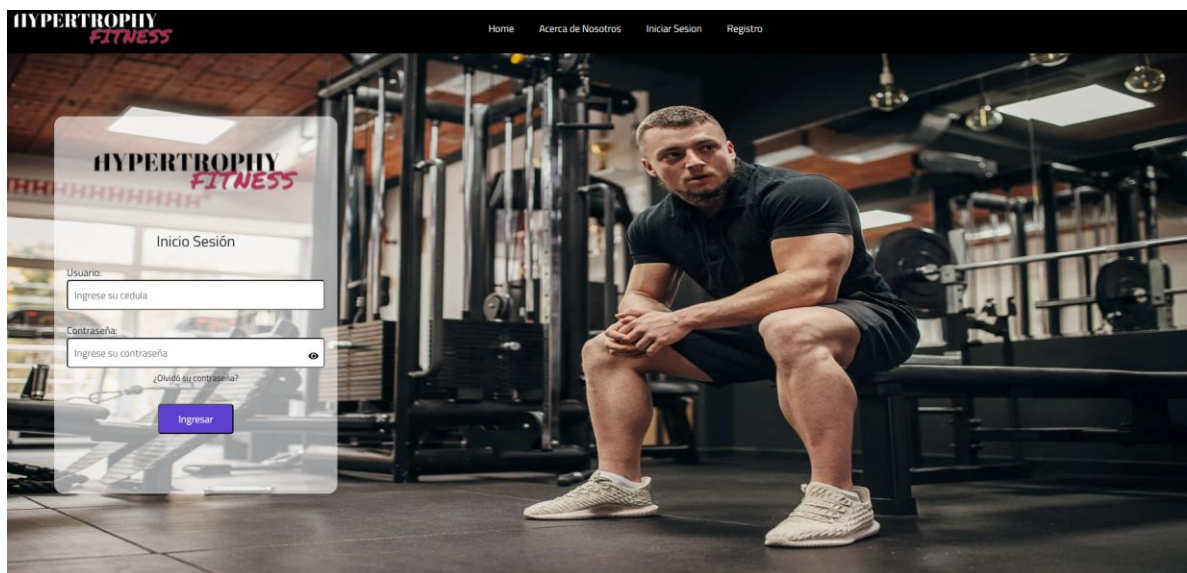 HYPERTROPHY
FITNESS
Home Acerca de Nosotros Iniciar Sesion Registro
HYPERTROPHY
FITNESS
Inicio Sesión
Usuario:
Ingrese su cedula
Contraseña:
Ingrese su contraseña
¿Olvidó su contraseña?
Ingresar